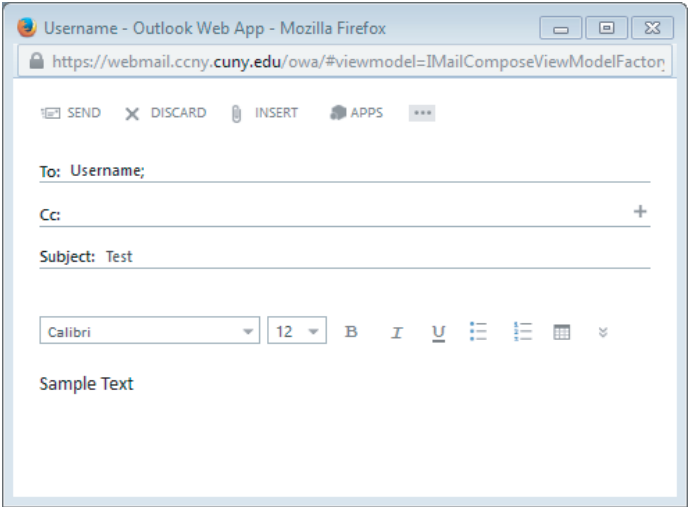 Username - Outlook Web App - Mozilla Firefox
https://webmail.ccny.cuny.edu/owa/#viewmodel=IMailComposeViewModelFactory
SEND DISCARD INSERT APPS
To: Username;
Cc:
Subject: Test
Calibri 12 B I U
Sample Text